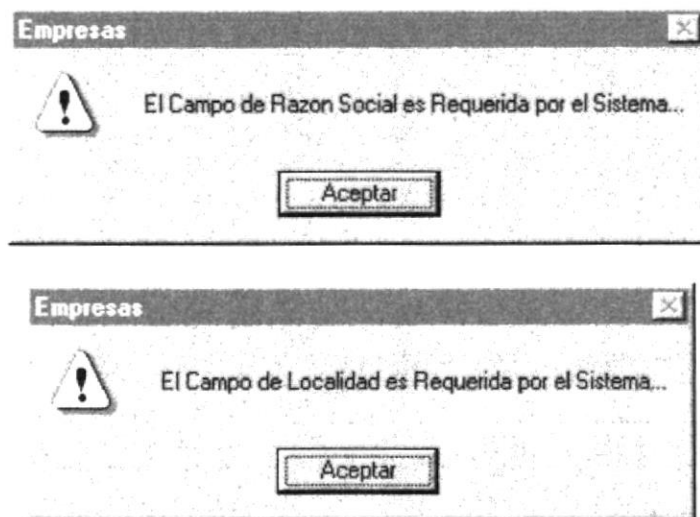 Empresas
El Campo de Razon Social es Requerida por el Sistema...
Aceptar
Empresas
El Campo de Localidad es Requerida por el Sistema...
Aceptar